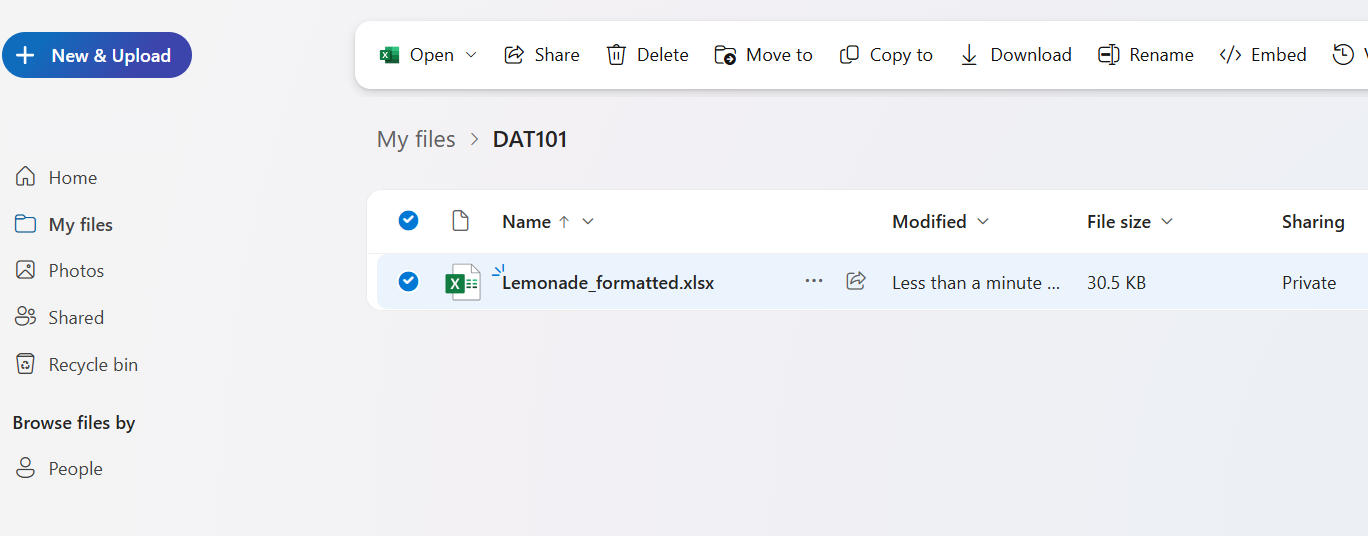 New & Upload
Open Share Delete Move to Copy to Download Rename Embed
My files > DAT101
Home
My files
Photos
Shared
Recycle bin
Browse files by
People
Name Modified File size Sharing
Lemonade_formatted.xlsx ... Less than a minute ... 30.5 KB Private